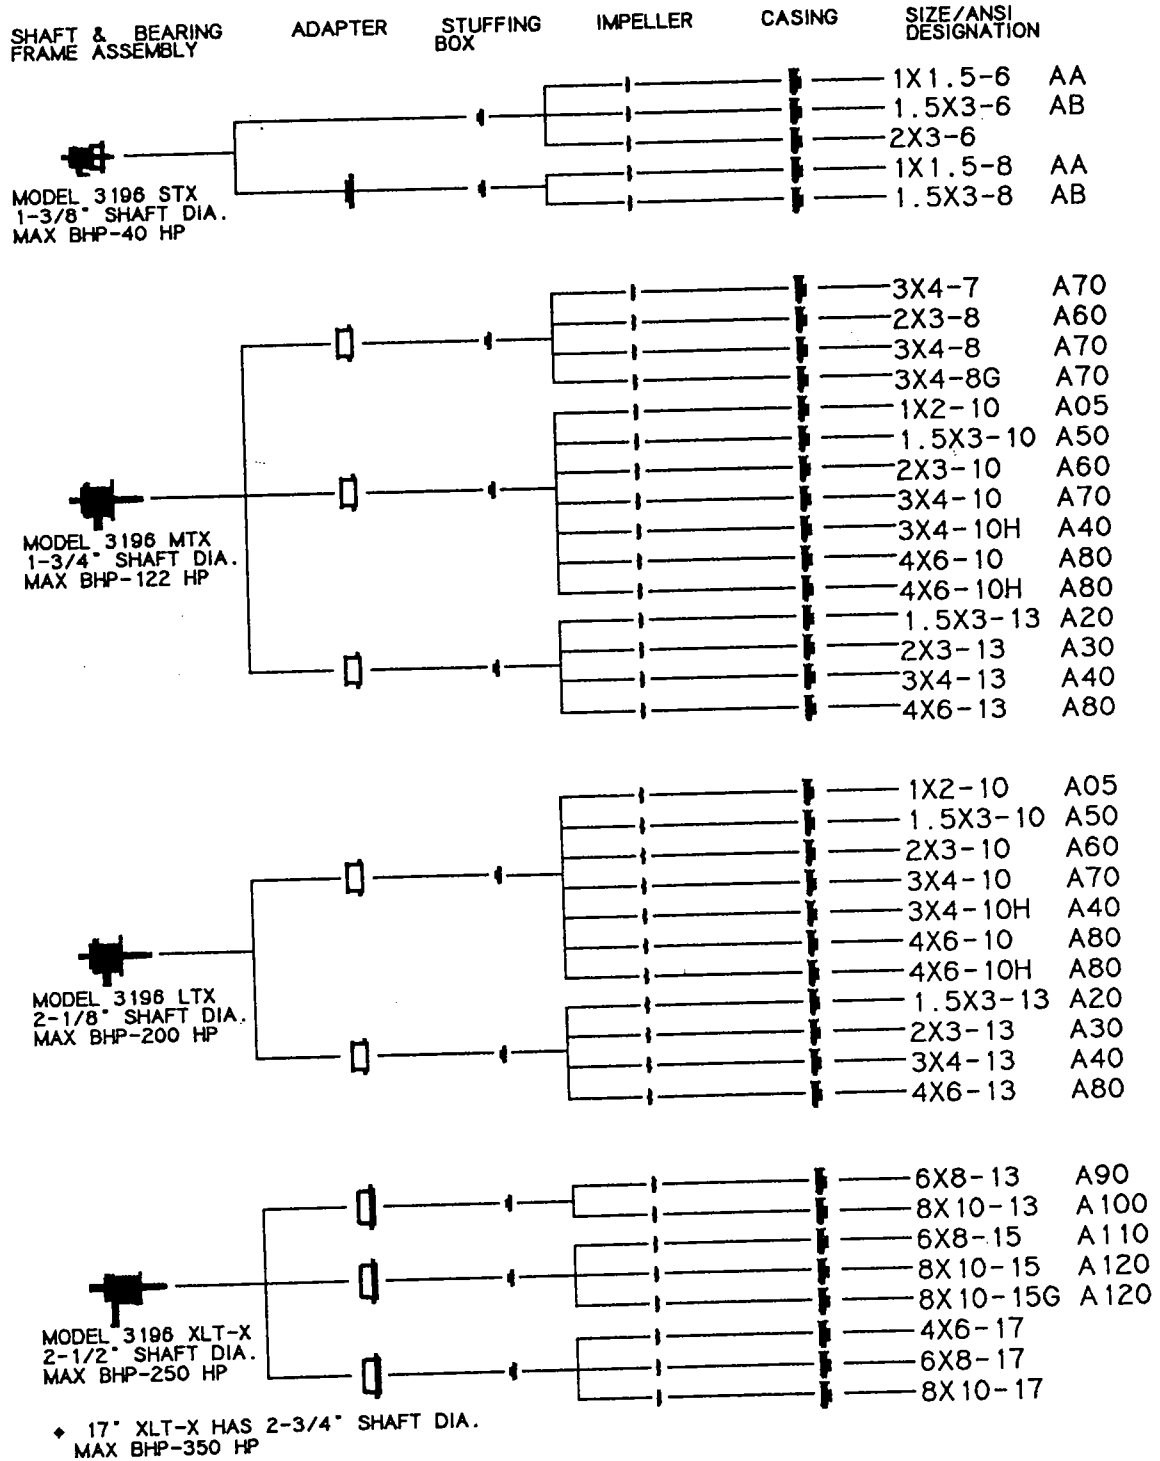 SHAFT & BEARING
FRAME ASSEMBLY
ADAPTER
STUFFING
BOX
IMPELLER
CASING
SIZE/ANSI
DESIGNATION
1X1.5-6 AA
1.5X3-6 AB
2X3-6
1X1.5-8 AA
1.5X3-8 AB
MODEL 3196 STX
1-3/8" SHAFT DIA.
MAX BHP-40 HP
3X4-7 A70
2X3-8 A60
3X4-8 A70
3X4-8G A70
1X2-10 A05
1.5X3-10 A50
2X3-10 A60
3X4-10 A70
3X4-10H A40
4X6-10 A80
4X6-10H A80
1.5X3-13 A20
2X3-13 A30
3X4-13 A40
4X6-13 A80
MODEL 3196 MTX
1-3/4" SHAFT DIA.
MAX BHP-122 HP
1X2-10 A05
1.5X3-10 A50
2X3-10 A60
3X4-10 A70
3X4-10H A40
4X6-10 A80
4X6-10H A80
1.5X3-13 A20
2X3-13 A30
3X4-13 A40
4X6-13 A80
MODEL 3196 LTX
2-1/8" SHAFT DIA.
MAX BHP-200 HP
6X8-13 A90
8X10-13 A100
6X8-15 A110
8X10-15 A120
8X10-15G A120
4X6-17
6X8-17
8X10-17
MODEL 3196 XLT-X
2-1/2" SHAFT DIA.
MAX BHP-250 HP
◆ 17" XLT-X HAS 2-3/4" SHAFT DIA.
MAX BHP-350 HP